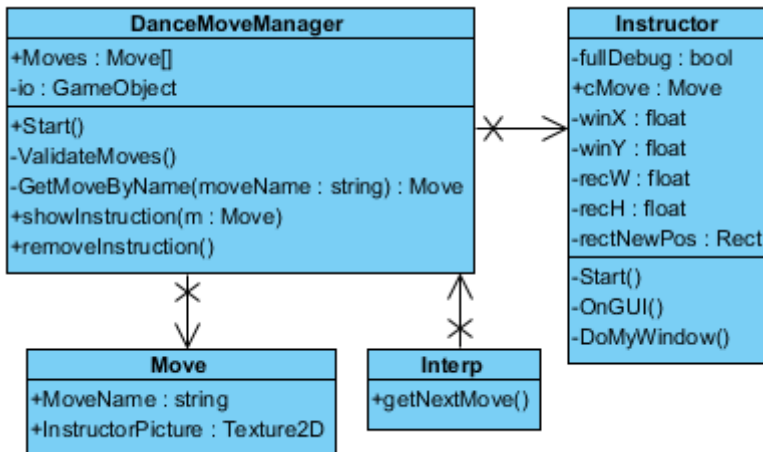 DanceMoveManager
+Moves : Move[]
-io : GameObject
+Start()
-ValidateMoves()
-GetMoveByName(moveName : string) : Move
+showInstruction(m : Move)
+removeInstruction()
Instructor
-fullDebug : bool
+cMove : Move
-winX : float
-winY : float
-recW : float
-recH : float
-rectNewPos : Rect
-Start()
-OnGUI()
-DoMyWindow()
Move
+MoveName : string
+InstructorPicture : Texture2D
Interp
+getNextMove()